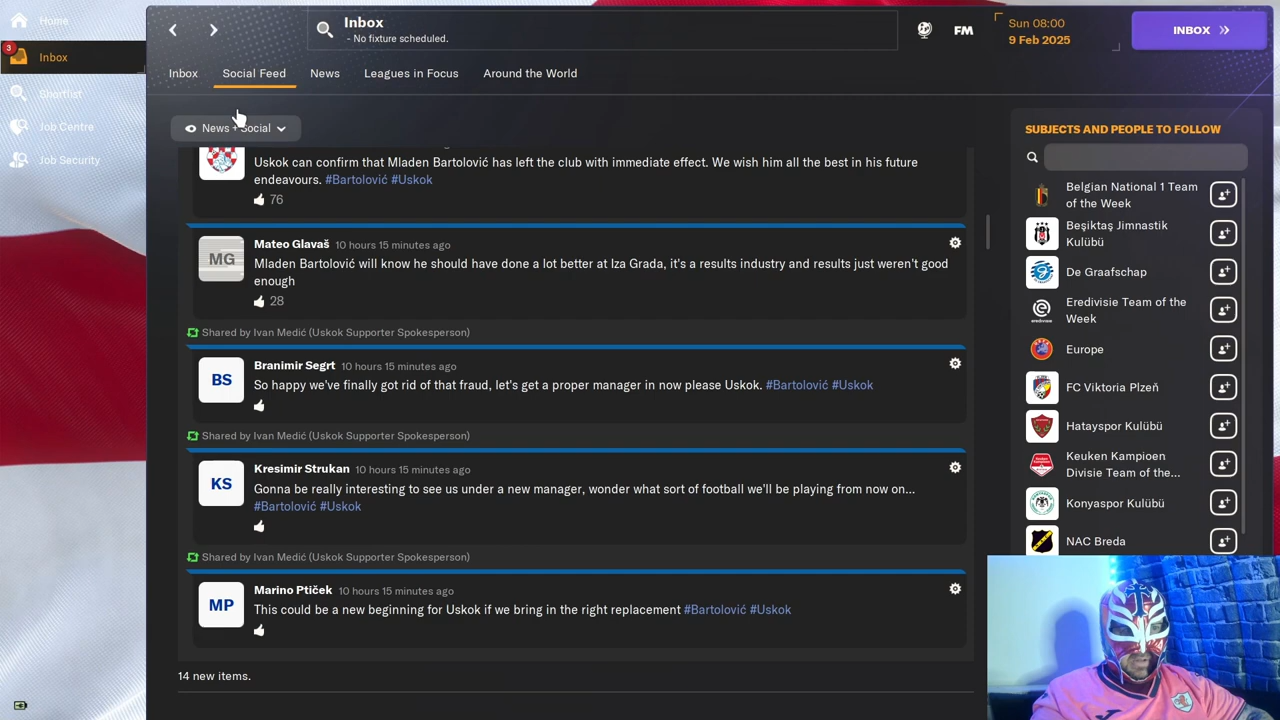 Home
3
Inbox
Shortlist
Job Centre
Job Security
Inbox
- No fixture scheduled.
FM
Sun 08:00
9 Feb 2025
INBOX
Inbox
Social Feed
News
Leagues in Focus
Around the World
News + Social
Uskok can confirm that Mladen Bartolović has left the club with immediate effect. We wish him all the best in his future
endeavours. #Bartolović #Uskok
76
MG
Mateo Glavaš 10 hours 15 minutes ago
Mladen Bartolović will know he should have done a lot better at Iza Grada, it's a results industry and results just weren't good
enough
28
Shared by Ivan Medić (Uskok Supporter Spokesperson)
BS
Branimir Segrt 10 hours 15 minutes ago
So happy we've finally got rid of that fraud, let's get a proper manager in now please Uskok. #Bartolović #Uskok
Shared by Ivan Medić (Uskok Supporter Spokesperson)
KS
Kresimir Strukan 10 hours 15 minutes ago
Gonna be really interesting to see us under a new manager, wonder what sort of football we'll be playing from now on...
#Bartolović #Uskok
Shared by Ivan Medić (Uskok Supporter Spokesperson)
MP
Marino Ptiček 10 hours 15 minutes ago
This could be a new beginning for Uskok if we bring in the right replacement #Bartolović #Uskok
14 new items.
SUBJECTS AND PEOPLE TO FOLLOW
Belgian National 1 Team
of the Week
Beşiktaş Jimnastik
Kulübü
De Graafschap
Eredivisie Team of the
Week
Europe
FC Viktoria Plzeň
Hatayspor Kulübü
Keuken Kampioen
Divisie Team of the...
Konyaspor Kulübü
NAC Breda